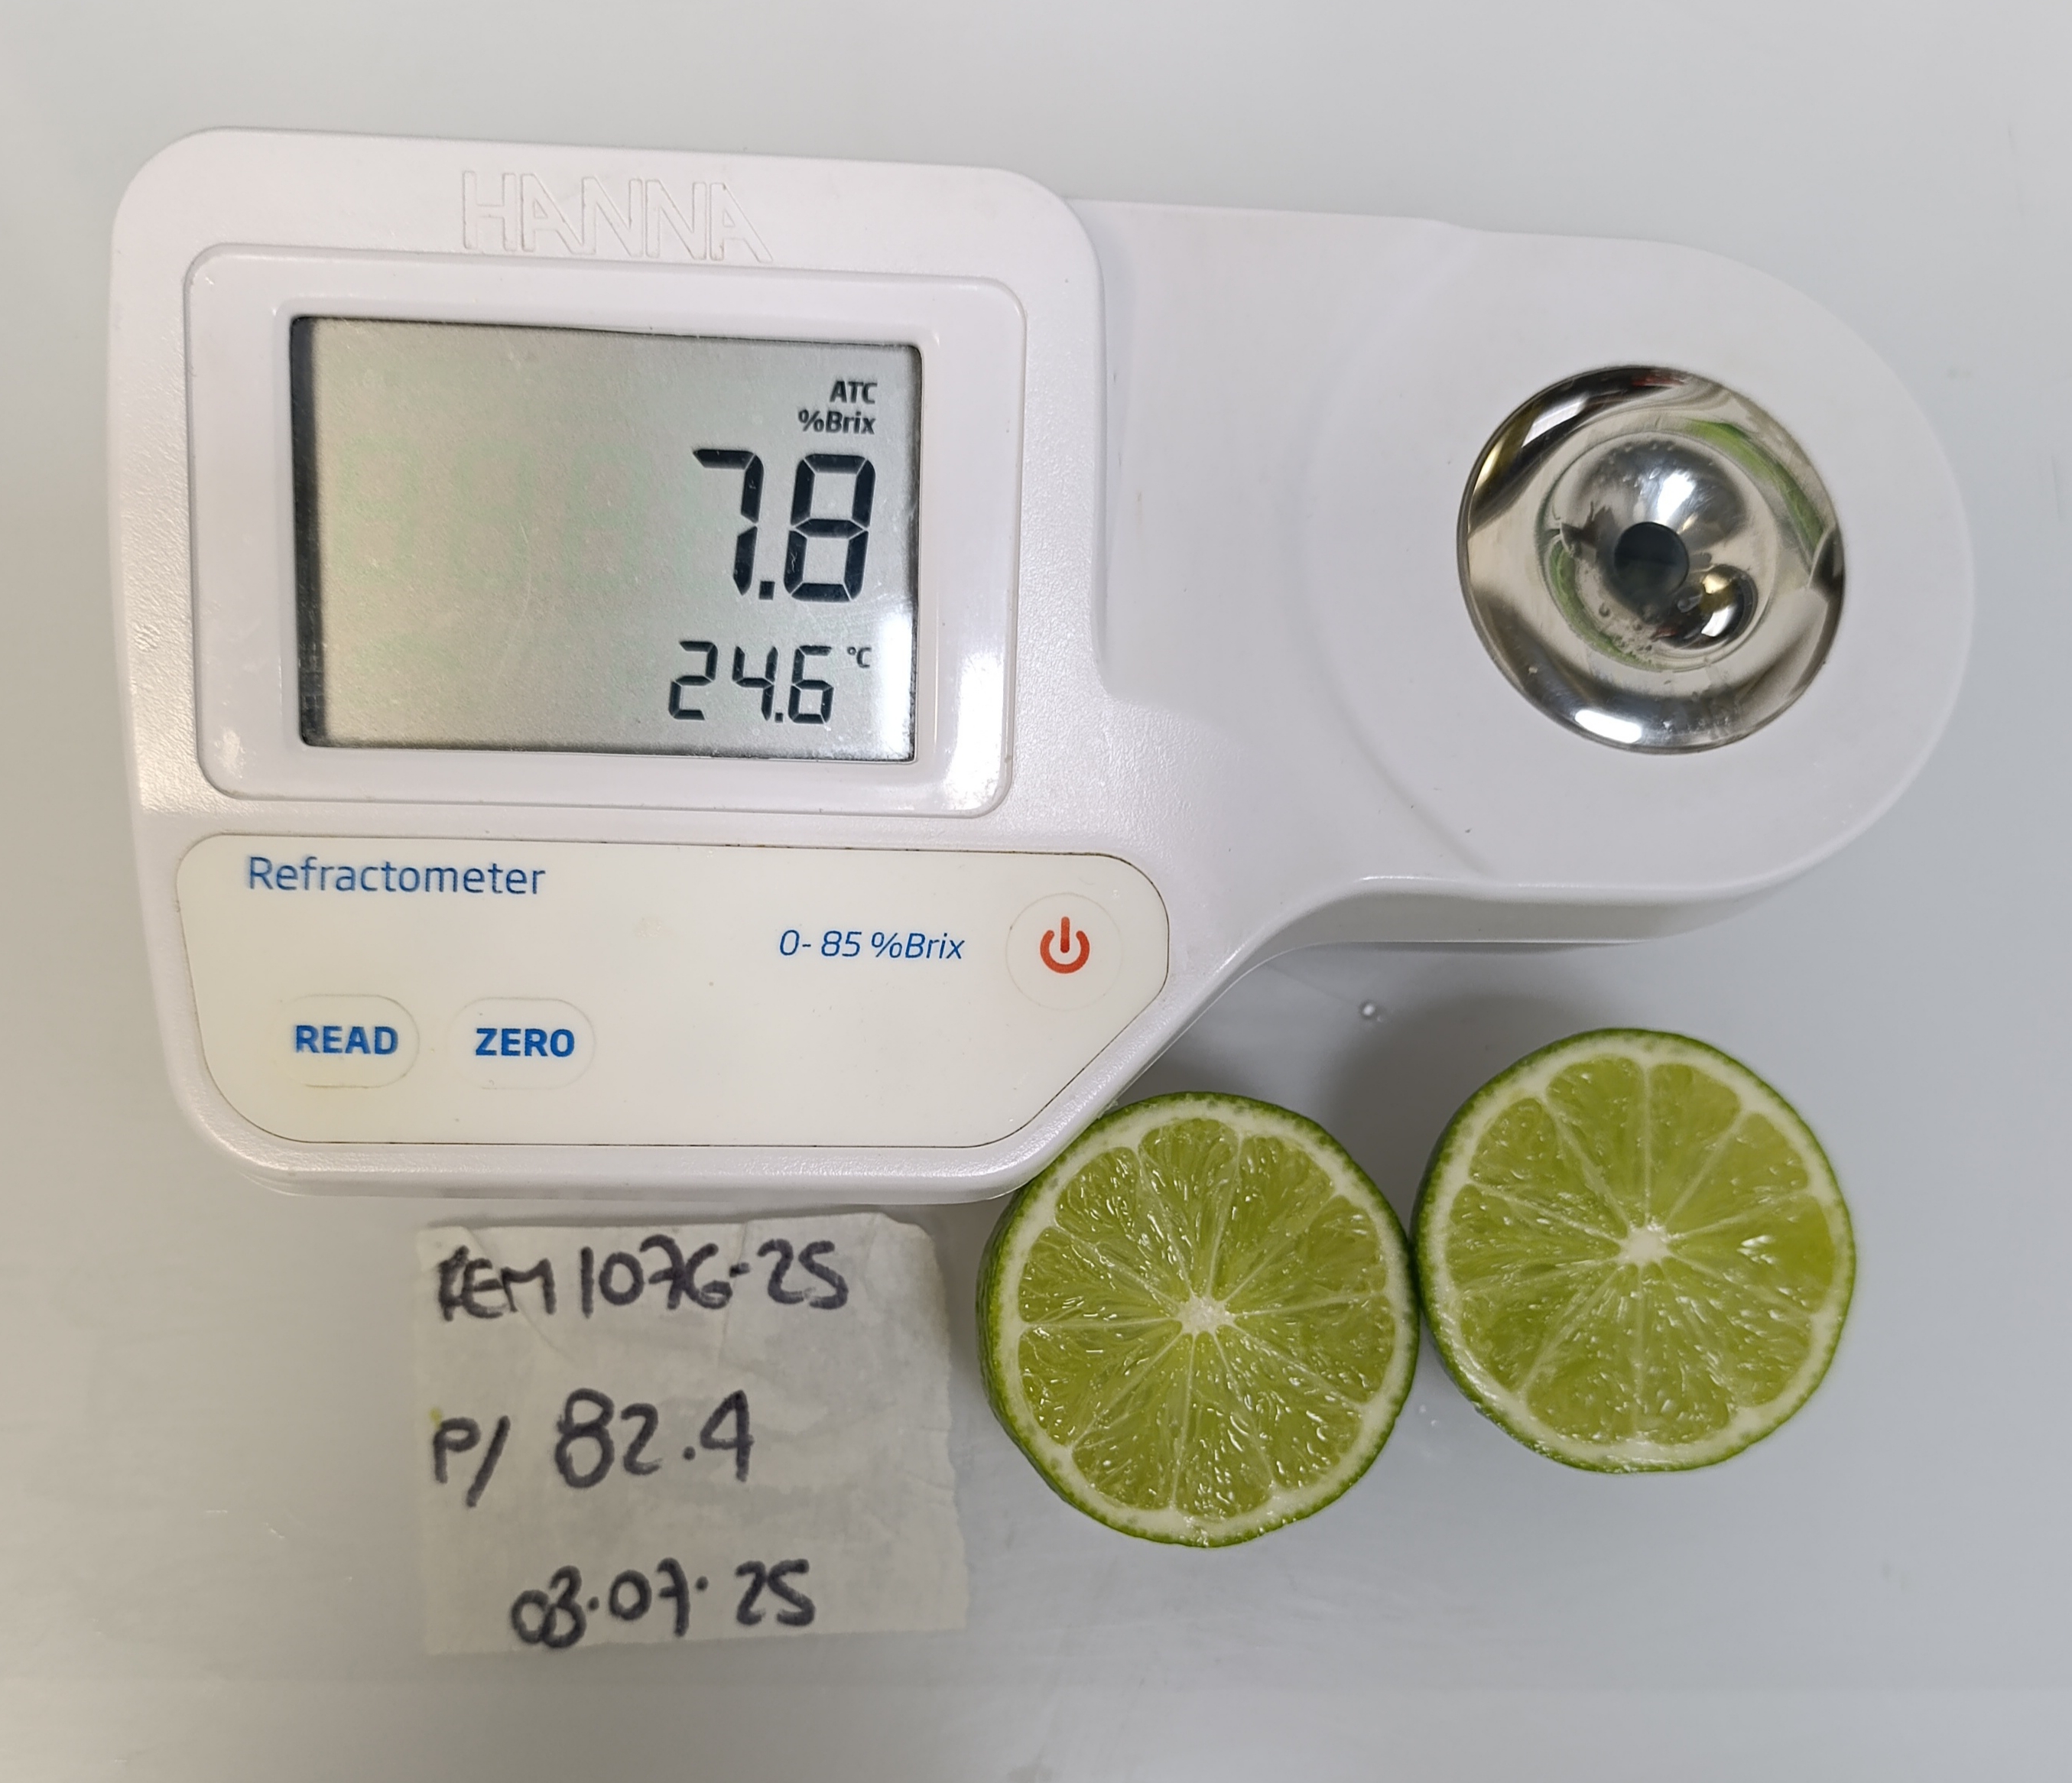 HANNA
ATC
%Brix
7.8
24.6 °C
Refractometer
0-85 %Brix
READ ZERO
REM 1076-25
P/ 82.4
03.07.25